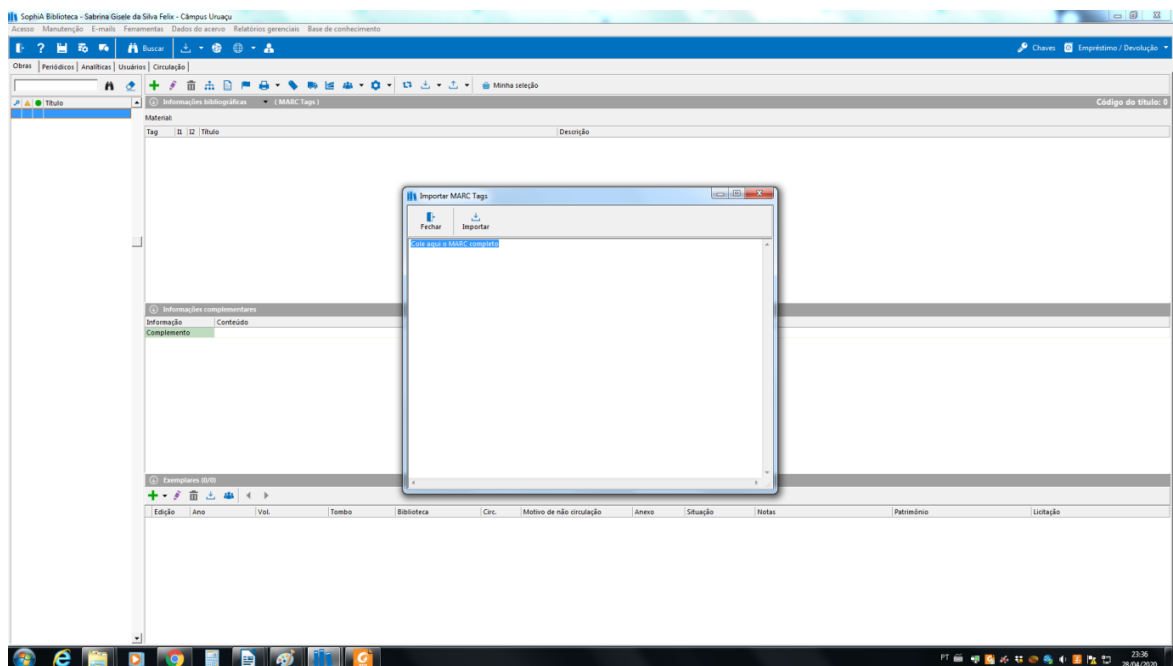 SophiA Biblioteca - Sabrina Gisele da Silva Felix - Câmpus Uruaçu
Acesso Manutenção E-mails Ferramentas Dados do acervo Relatórios gerenciais Base de conhecimento
Buscar Chaves Empréstimo / Devolução
Obras Periódicos Analíticas Usuários Circulação
Minha seleção
Título Informações bibliográficas ( MARC Tags ) Código do título: 0
Material:
Tag I1 I2 Título Descrição
Importar MARC Tags
Fechar Importar
Cole aqui o MARC completo
Informações complementares
Informação Conteúdo
Complemento
Exemplares (0/0)
Edição Ano Vol. Tombo Biblioteca Circ. Motivo de não circulação Anexo Situação Notas Patrimônio Licitação
PT 23:36
28/04/2020